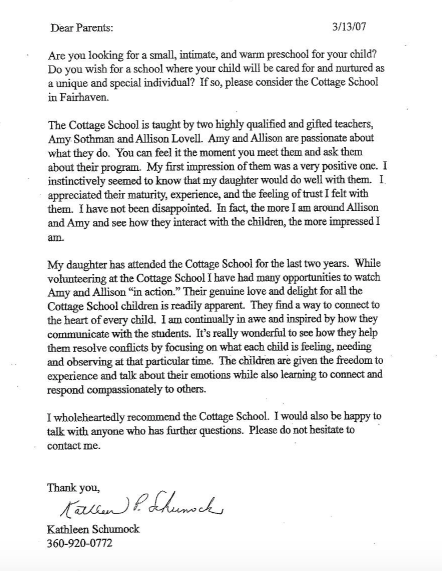 Dear Parents: 3/13/07
Are you looking for a small, intimate, and warm preschool for your child?
Do you wish for a school where your child will be cared for and nurtured as
a unique and special individual? If so, please consider the Cottage School
in Fairhaven.
The Cottage School is taught by two highly qualified and gifted teachers,
Amy Sothman and Allison Lovell. Amy and Allison are passionate about
what they do. You can feel it the moment you meet them and ask them
about their program. My first impression of them was a very positive one. I
instinctively seemed to know that my daughter would do well with them. I
appreciated their maturity, experience, and the feeling of trust I felt with
them. I have not been disappointed. In fact, the more I am around Allison
and Amy and see how they interact with the children, the more impressed I
am.
My daughter has attended the Cottage School for the last two years. While
volunteering at the Cottage School I have had many opportunities to watch
Amy and Allison “in action.” Their genuine love and delight for all the
Cottage School children is readily apparent. They find a way to connect to
the heart of every child. I am continually in awe and inspired by how they
communicate with the students. It’s really wonderful to see how they help
them resolve conflicts by focusing on what each child is feeling, needing
and observing at that particular time. The children are given the freedom to
experience and talk about their emotions while also learning to connect and
respond compassionately to others.
I wholeheartedly recommend the Cottage School. I would also be happy to
talk with anyone who has further questions. Please do not hesitate to
contact me.
Thank you,
Kathleen P. Schumock
Kathleen Schumock
360-920-0772